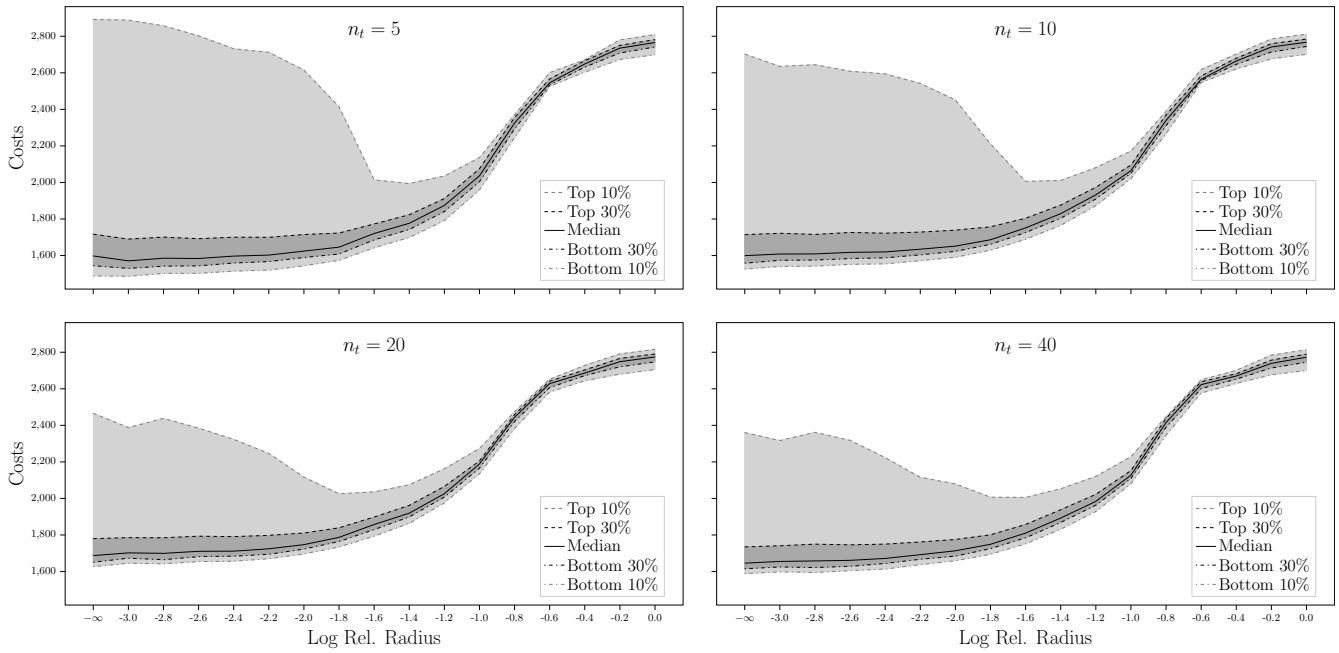 n_t = 5
Costs
2,800
2,600
2,400
2,200
2,000
1,800
1,600
Top 10%
Top 30%
Median
Bottom 30%
Bottom 10%
n_t = 10
Top 10%
Top 30%
Median
Bottom 30%
Bottom 10%
n_t = 20
Costs
2,800
2,600
2,400
2,200
2,000
1,800
1,600
Top 10%
Top 30%
Median
Bottom 30%
Bottom 10%
−∞ -3.0 -2.8 -2.6 -2.4 -2.2 -2.0 -1.8 -1.6 -1.4 -1.2 -1.0 -0.8 -0.6 -0.4 -0.2 0.0
Log Rel. Radius
n_t = 40
Top 10%
Top 30%
Median
Bottom 30%
Bottom 10%
−∞ -3.0 -2.8 -2.6 -2.4 -2.2 -2.0 -1.8 -1.6 -1.4 -1.2 -1.0 -0.8 -0.6 -0.4 -0.2 0.0
Log Rel. Radius